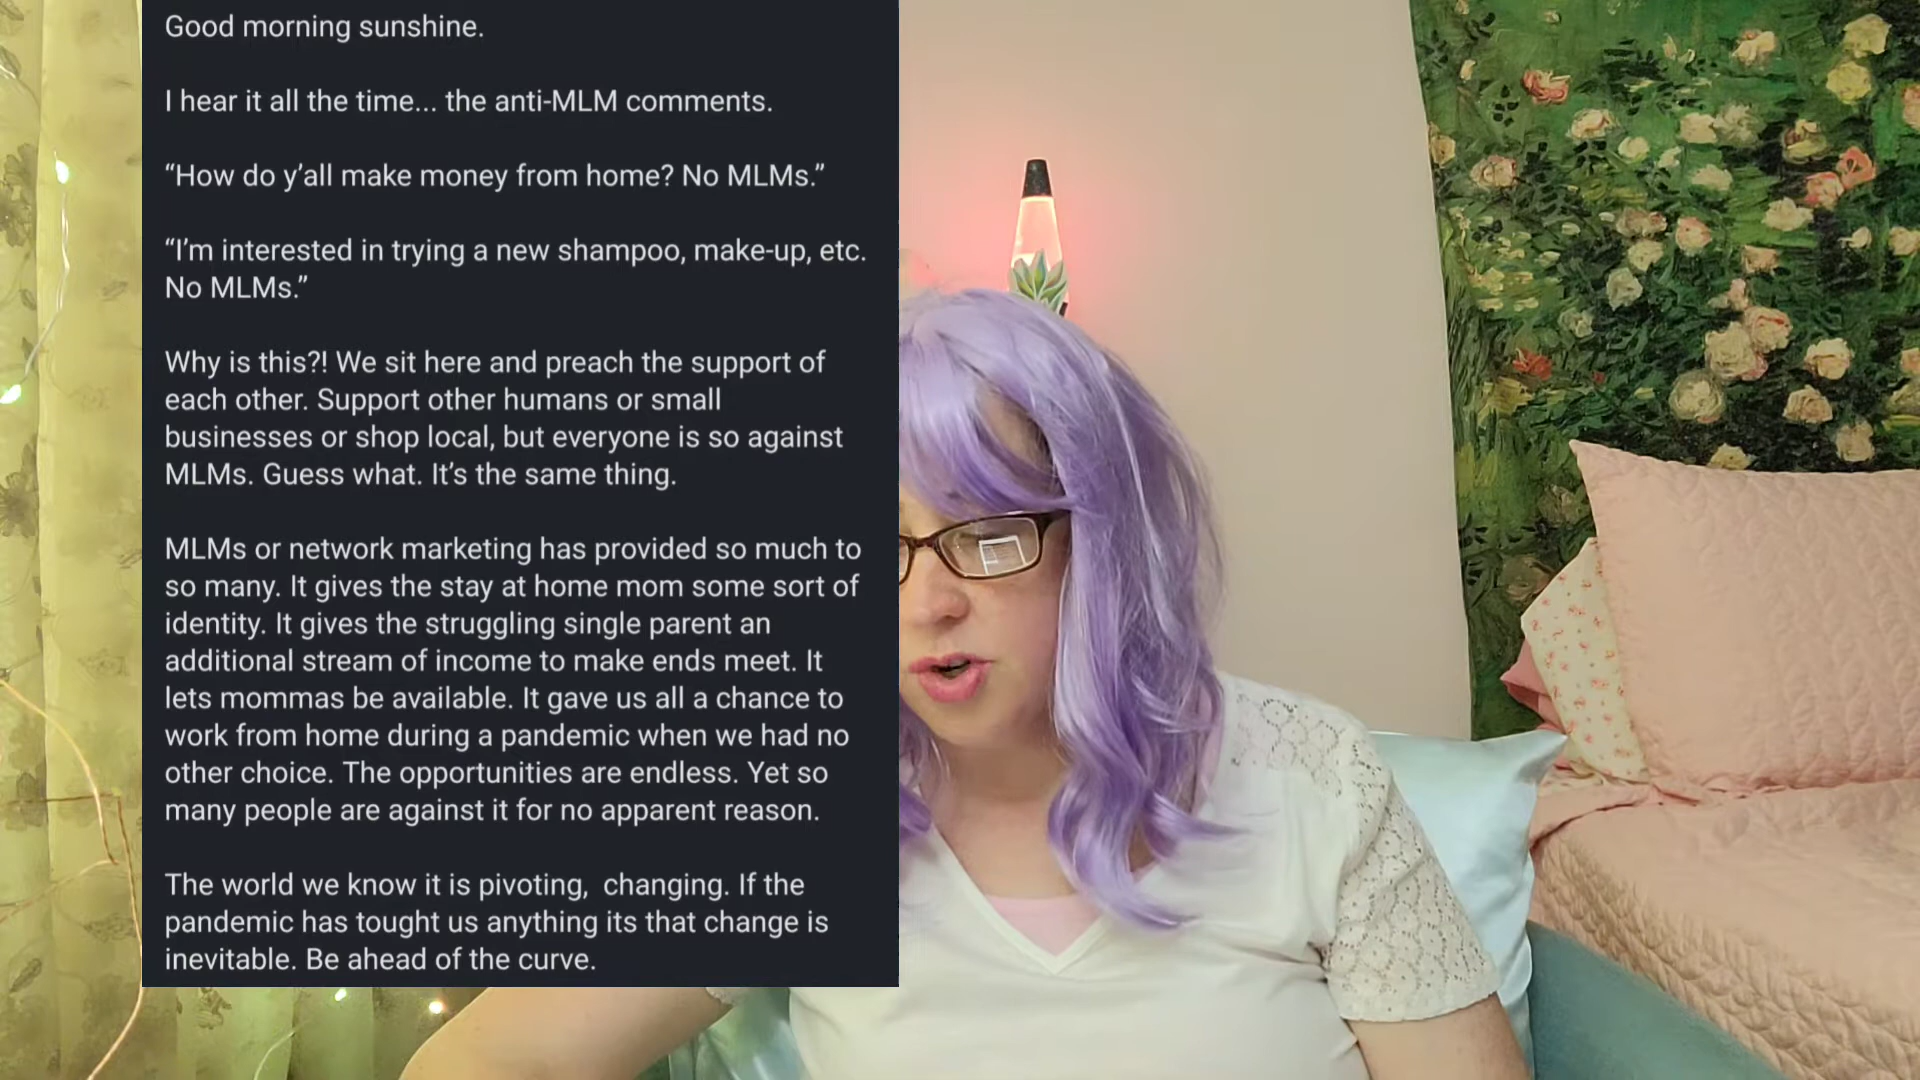 Good morning sunshine.
I hear it all the time... the anti-MLM comments.
“How do y’all make money from home? No MLMs.”
“I’m interested in trying a new shampoo, make-up, etc.
No MLMs.”
Why is this?! We sit here and preach the support of
each other. Support other humans or small
businesses or shop local, but everyone is so against
MLMs. Guess what. It’s the same thing.
MLMs or network marketing has provided so much to
so many. It gives the stay at home mom some sort of
identity. It gives the struggling single parent an
additional stream of income to make ends meet. It
lets mommas be available. It gave us all a chance to
work from home during a pandemic when we had no
other choice. The opportunities are endless. Yet so
many people are against it for no apparent reason.
The world we know it is pivoting,  changing. If the
pandemic has tought us anything its that change is
inevitable. Be ahead of the curve.